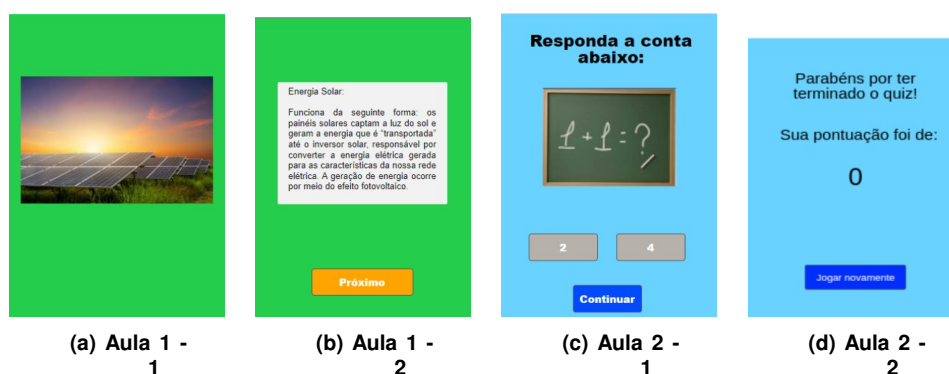 Energia Solar:
Funciona da seguinte forma: os
painéis solares captam a luz do sol e
geram a energia que é “transportada”
até o inversor solar, responsável por
converter a energia elétrica gerada
para as características da nossa rede
elétrica. A geração de energia ocorre
por meio do efeito fotovoltaico.
Próximo
Responda a conta
abaixo:
1+1=?
2
4
Continuar
Parabéns por ter
terminado o quiz!
Sua pontuação foi de:
0
Jogar novamente
(a) Aula 1 -
1
(b) Aula 1 -
2
(c) Aula 2 -
1
(d) Aula 2 -
2